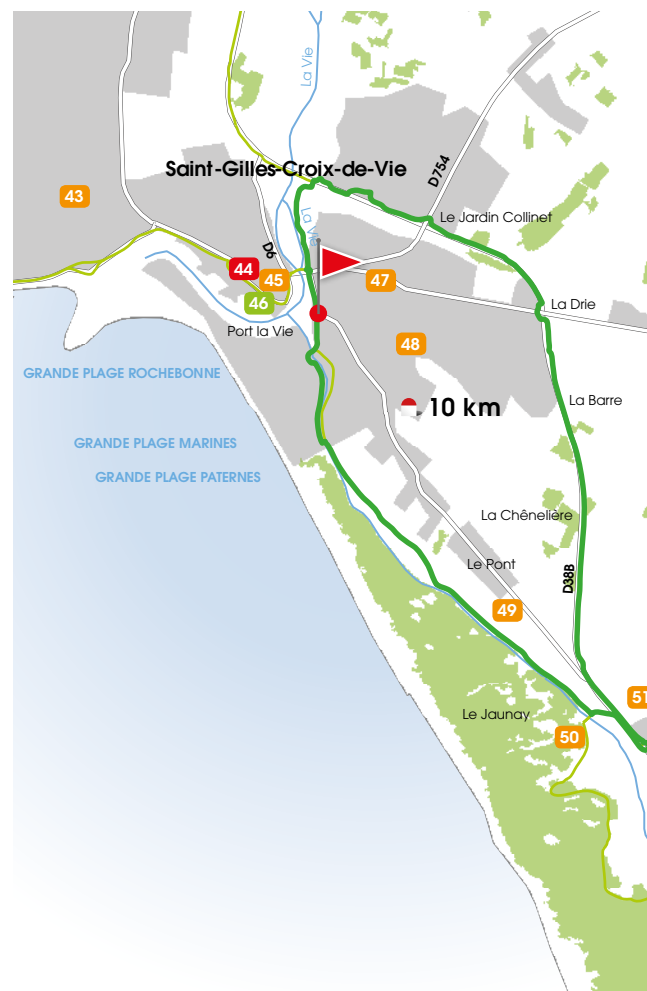 La Vie
D754
Saint-Gilles-Croix-de-Vie
43
La Vie
Le Jardin Collinet
D6
44
45
47
46
La Drie
Port la Vie
48
GRANDE PLAGE ROCHEBONNE
10 km
La Barre
GRANDE PLAGE MARINES
GRANDE PLAGE PATERNES
La Chênelière
Le Pont
D38B
49
51
Le Jaunay
50